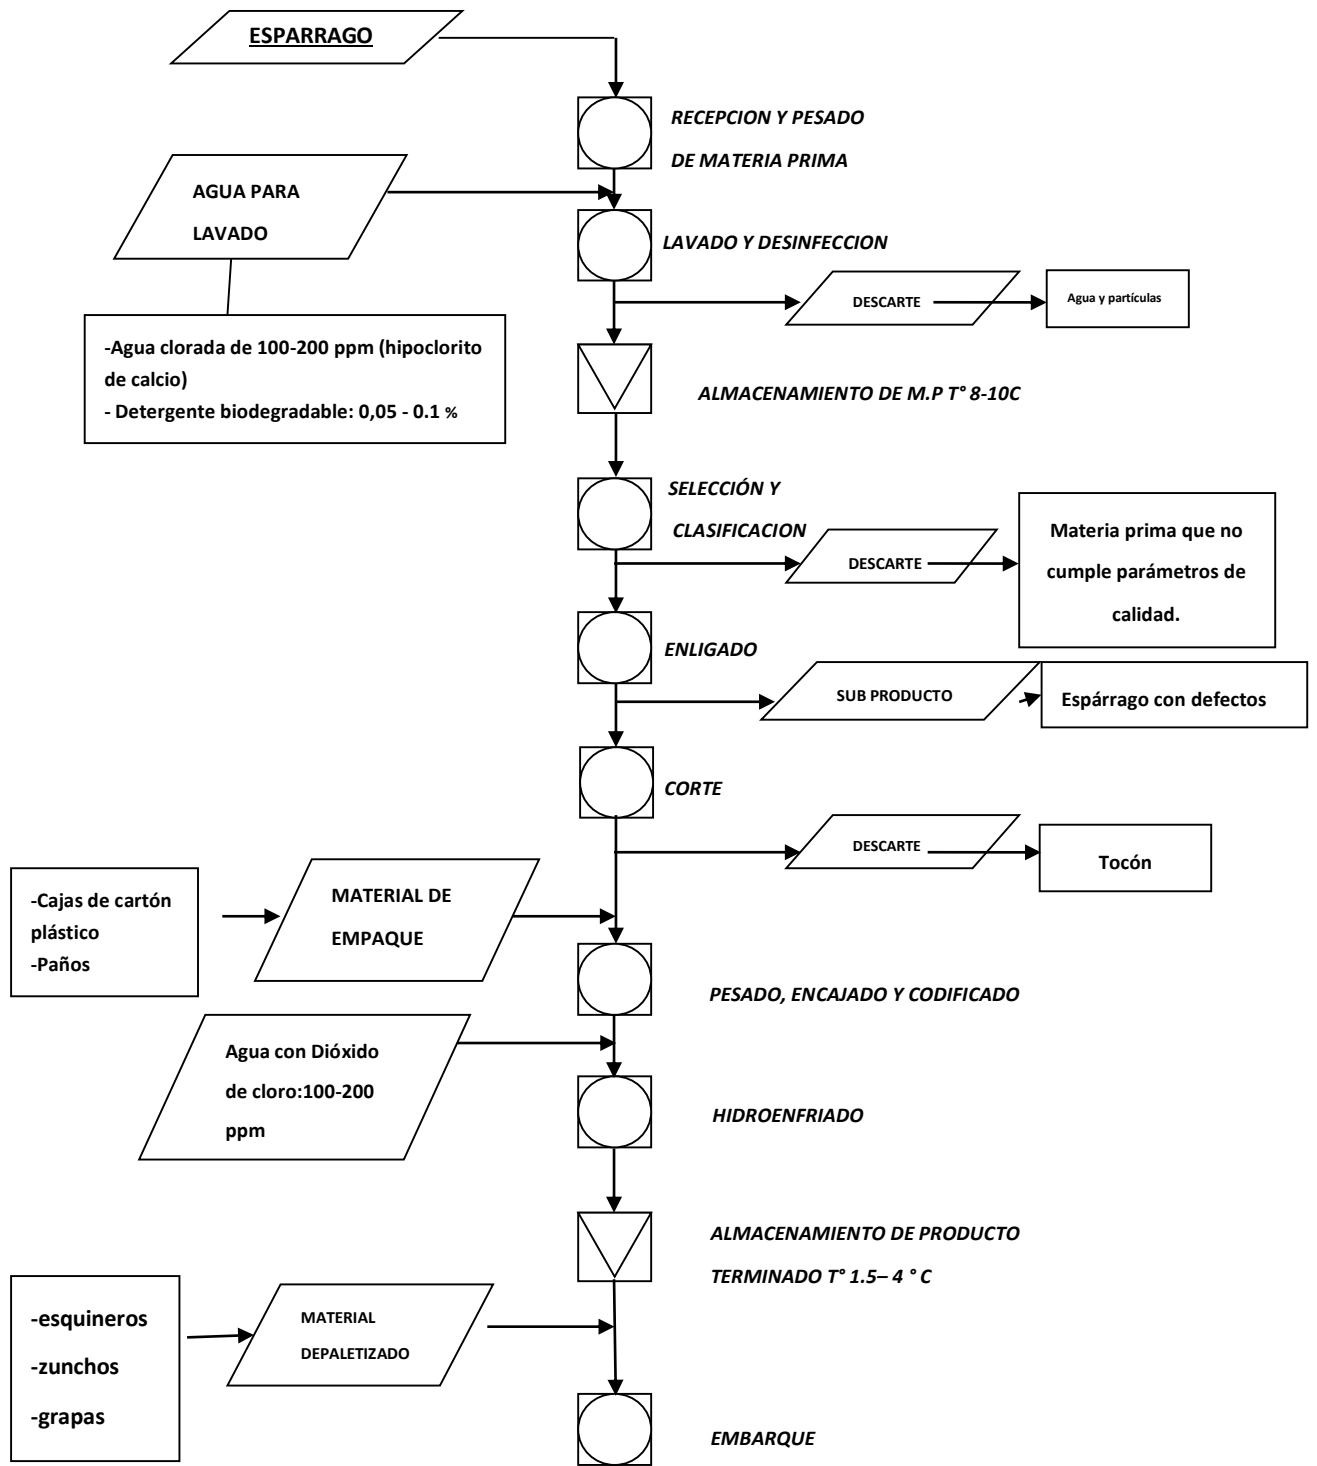 ESPARRAGO
RECEPCION Y PESADO
DE MATERIA PRIMA
AGUA PARA
LAVADO
LAVADO Y DESINFECCION
DESCARTE
Agua y partículas
-Agua clorada de 100-200 ppm (hipoclorito
de calcio)
- Detergente biodegradable: 0,05 - 0.1 %
ALMACENAMIENTO DE M.P T° 8-10C
SELECCIÓN Y
CLASIFICACION
DESCARTE
Materia prima que no
cumple parámetros de
calidad.
ENLIGADO
SUB PRODUCTO
Espárrago con defectos
CORTE
DESCARTE
Tocón
-Cajas de cartón
plástico
-Paños
MATERIAL DE
EMPAQUE
PESADO, ENCAJADO Y CODIFICADO
Agua con Dióxido
de cloro:100-200
ppm
HIDROENFRIADO
ALMACENAMIENTO DE PRODUCTO
TERMINADO T° 1.5– 4 ° C
-esquineros
-zunchos
-grapas
MATERIAL
DEPALETIZADO
EMBARQUE